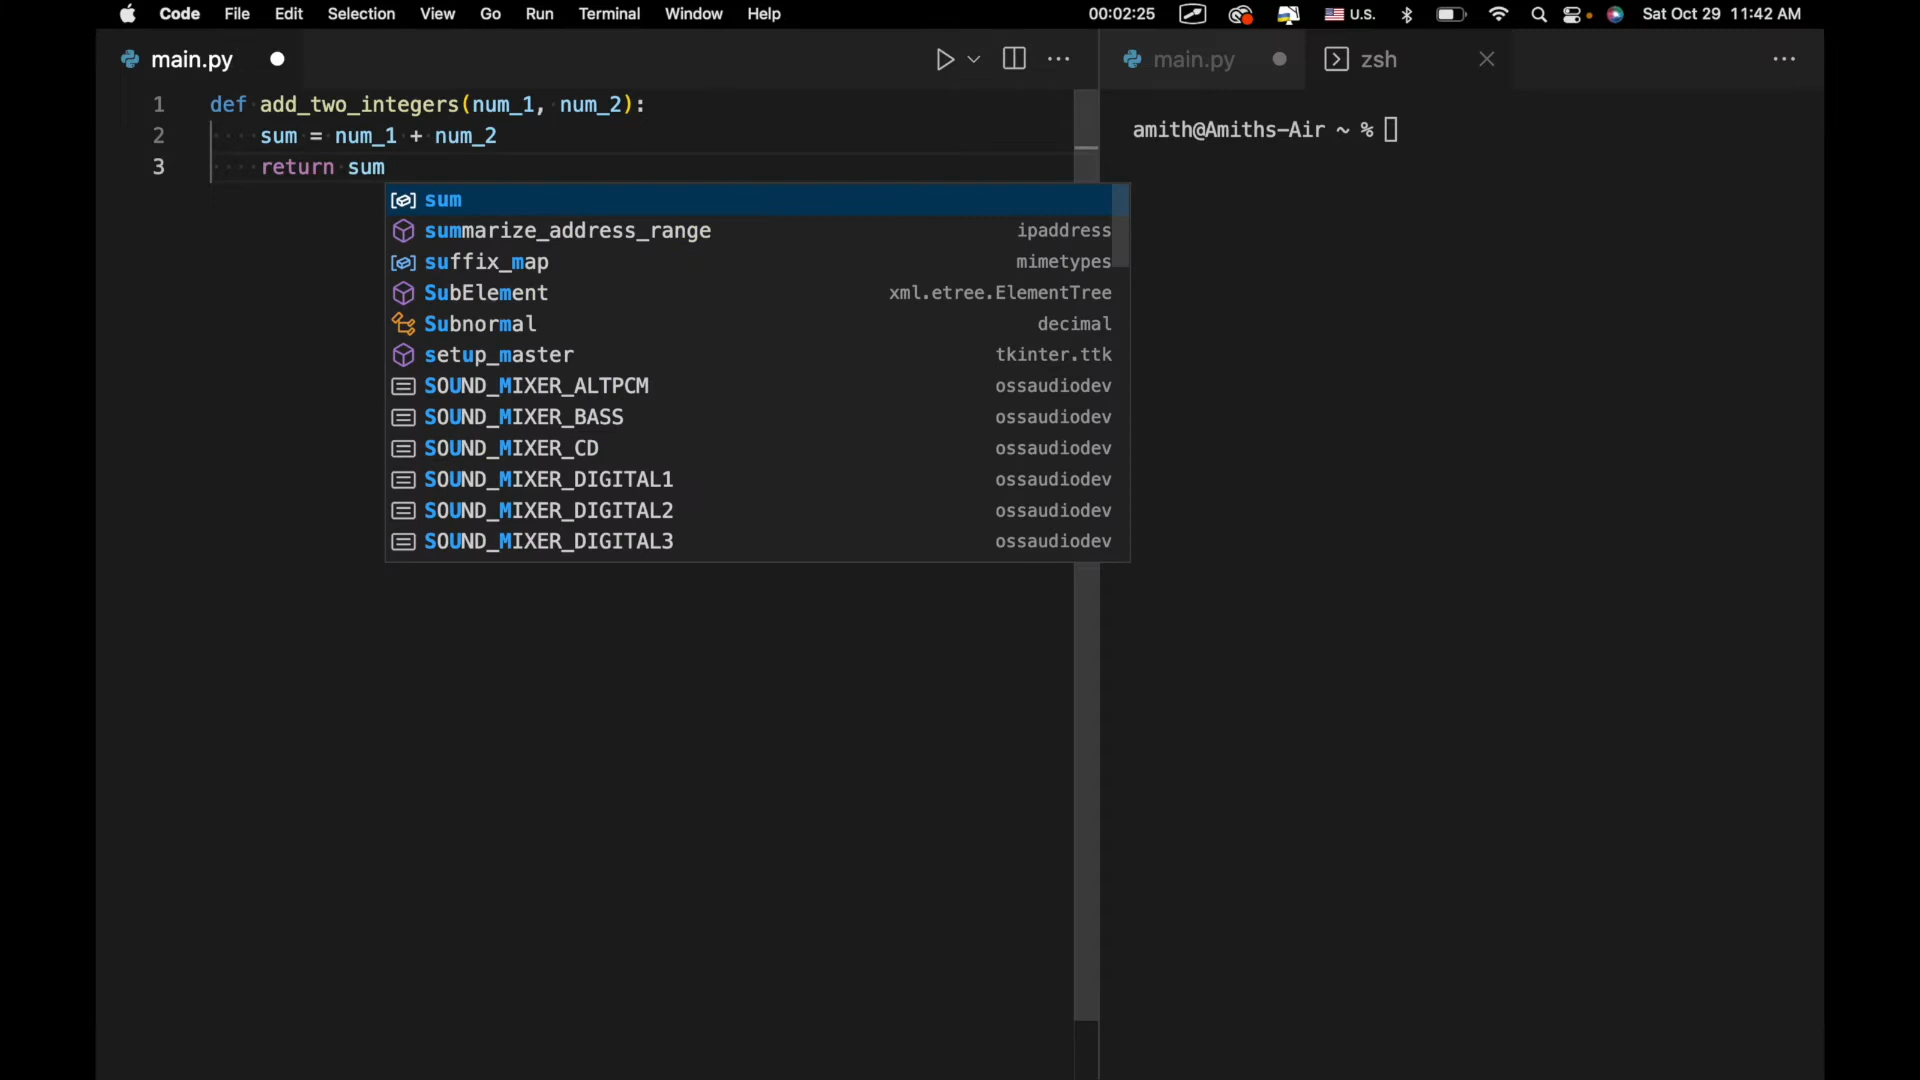 Code File Edit Selection View Go Run Terminal Window Help 00:02:25 U.S. Sat Oct 29 11:42 AM
main.py
main.py zsh
1 def add_two_integers(num_1, num_2):
2 sum = num_1 + num_2
3 return sum
amith@Amiths-Air ~ %
sum
summarize_address_range ipaddress
suffix_map mimetypes
SubElement xml.etree.ElementTree
Subnormal decimal
setup_master tkinter.ttk
SOUND_MIXER_ALTPCM ossaudiodev
SOUND_MIXER_BASS ossaudiodev
SOUND_MIXER_CD ossaudiodev
SOUND_MIXER_DIGITAL1 ossaudiodev
SOUND_MIXER_DIGITAL2 ossaudiodev
SOUND_MIXER_DIGITAL3 ossaudiodev